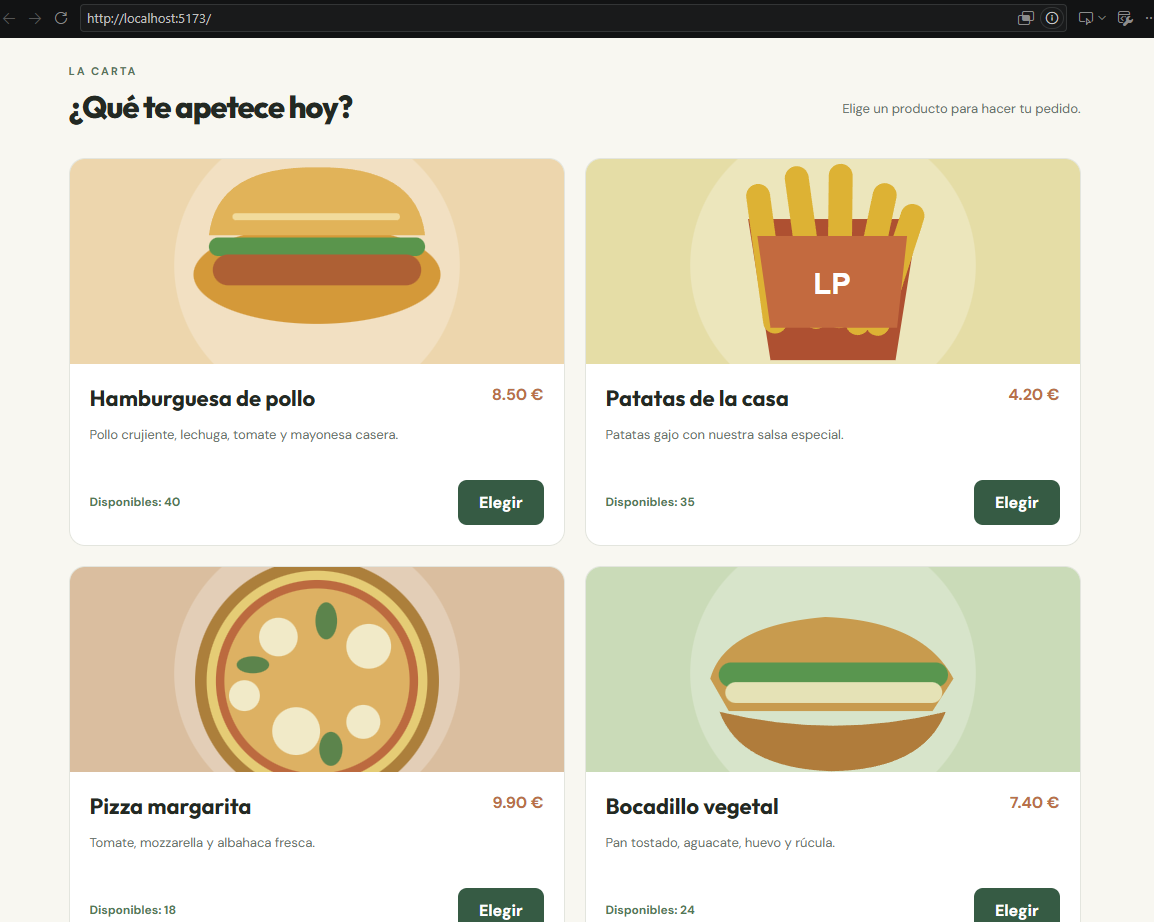 http://localhost:5173/
LA CARTA
¿Qué te apetece hoy?
Elige un producto para hacer tu pedido.
LP
Hamburguesa de pollo
8.50 €
Patatas de la casa
4.20 €
Pollo crujiente, lechuga, tomate y mayonesa casera.
Patatas gajo con nuestra salsa especial.
Disponibles: 40
Elegir
Disponibles: 35
Elegir
Pizza margarita
9.90 €
Bocadillo vegetal
7.40 €
Tomate, mozzarella y albahaca fresca.
Pan tostado, aguacate, huevo y rúcula.
Disponibles: 18
Elegir
Disponibles: 24
Elegir